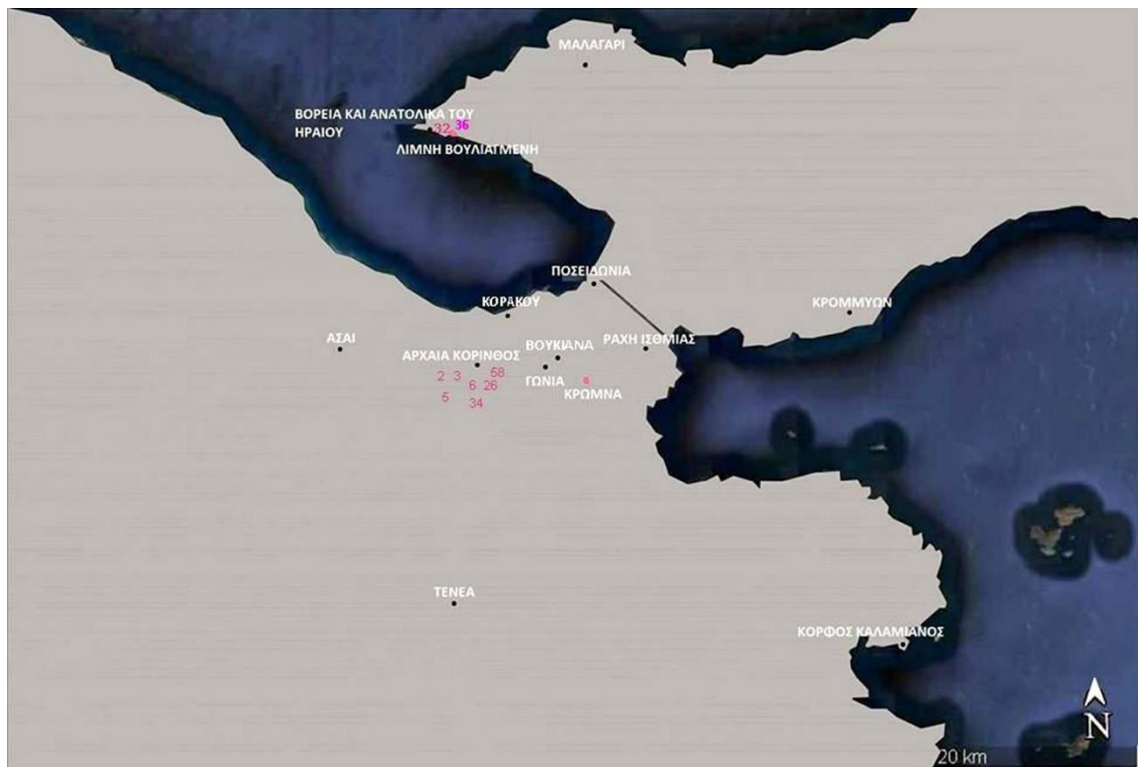 ΜΑΛΑΓΑΡΙ
ΒΟΡΕΙΑ ΚΑΙ ΑΝΑΤΟΛΙΚΑ ΤΟΥ
ΗΡΑΙΟΥ
32 36
ΛΙΜΝΗ ΒΟΥΛΙΑΓΜΕΝΗ
ΠΟΣΕΙΔΩΝΙΑ
ΚΟΡΑΚΟΥ
ΚΡΟΜΜΥΩΝ
ΑΣΑΙ
ΑΡΧΑΙΑ ΚΟΡΙΝΘΟΣ
ΒΟΥΚΙΑΝΑ
ΡΑΧΗ ΙΣΘΜΙΑΣ
2 3 58
6 26
5 34
ΓΩΝΙΑ
ΚΡΩΜΝΑ
ΤΕΝΕΑ
ΚΟΡΦΟΣ ΚΑΛΑΜΙΑΝΟΣ
N
20 km